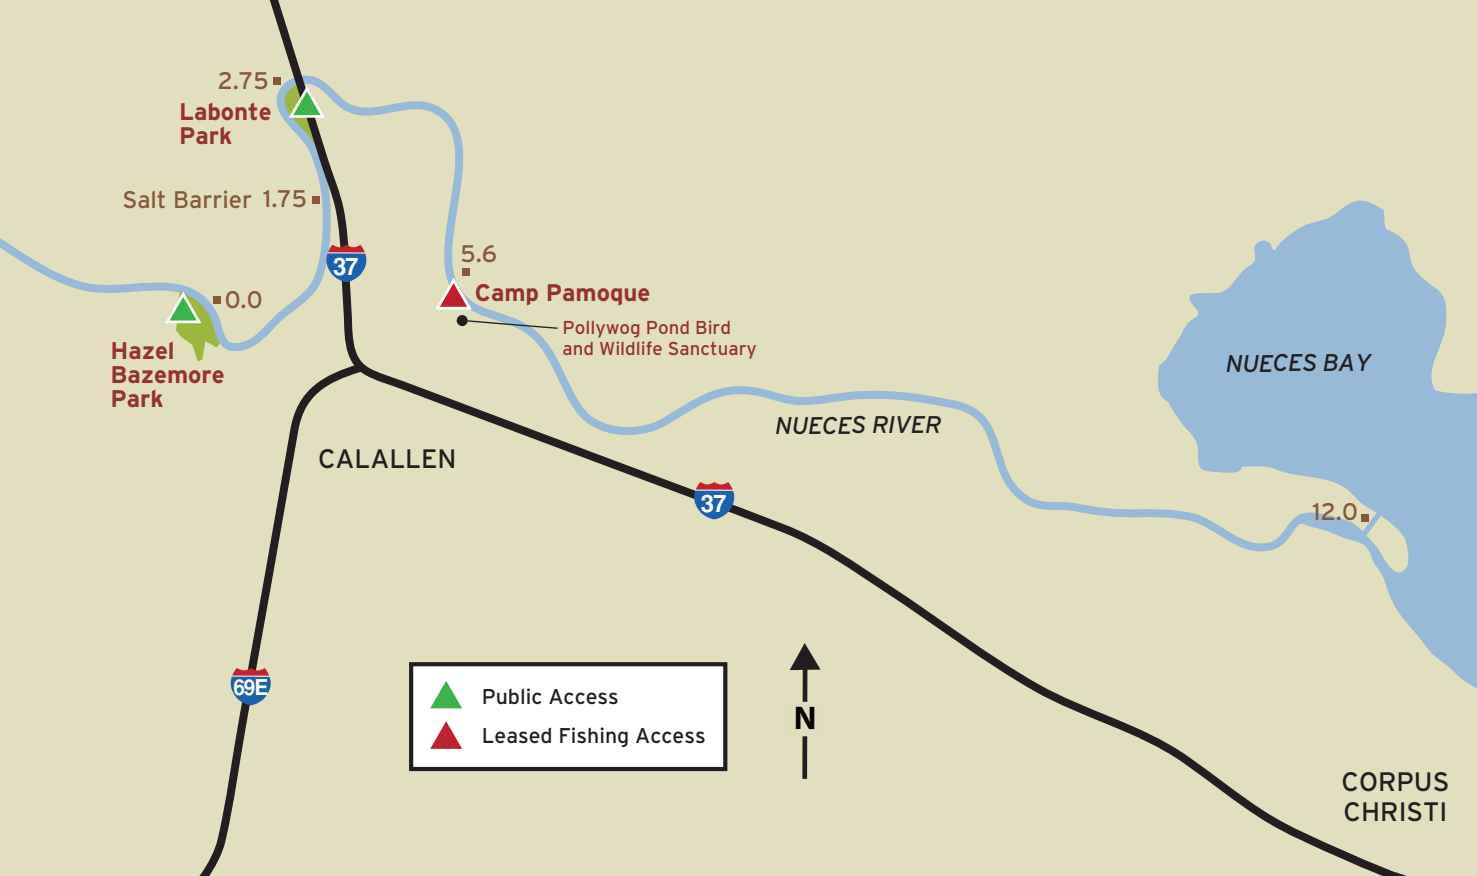 2.75
Labonte
Park
Salt Barrier 1.75
37
5.6
0.0
Camp Pamoque
Pollywog Pond Bird
and Wildlife Sanctuary
Hazel
Bazemore
Park
NUECES BAY
NUECES RIVER
CALALLEN
37
12.0
69E
Public Access
Leased Fishing Access
N
CORPUS
CHRISTI